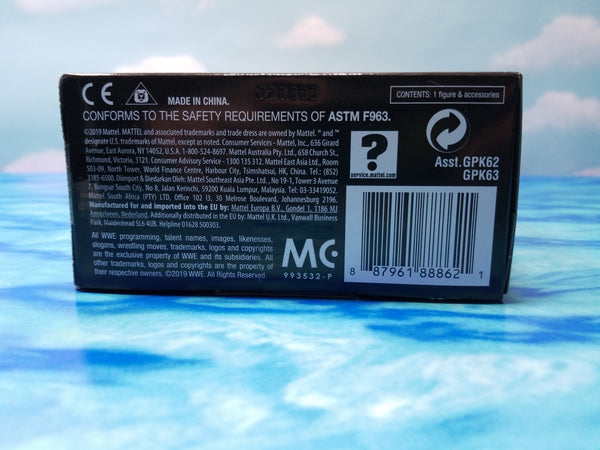 CE
MADE IN CHINA.
CONTENTS: 1 figure & accessories
CONFORMS TO THE SAFETY REQUIREMENTS OF ASTM F963.
©2019 Mattel. MATTEL and associated trademarks and trade dress are owned by Mattel. ® and ™
designate U.S. trademarks of Mattel, except as noted. Consumer Services - Mattel, Inc., 636 Girard
Avenue, East Aurora, NY 14052, U.S.A. 1-800-524-8697. Mattel Australia Pty. Ltd., 658 Church St.,
Richmond, Victoria, 3121. Consumer Advisory Service - 1300 135 312. Mattel East Asia Ltd., Room
503-09, North Tower, World Finance Centre, Harbour City, Tsimshatsui, HK, China. Tel.: (852)
3185-6500. Diimport & Diedarkan Oleh: Mattel Southeast Asia Pte. Ltd., No 19-1, Tower 3 Avenue
7, Bangsar South City, No 8, Jalan Kerinchi, 59200 Kuala Lumpur, Malaysia. Tel: 03-33419052.
Mattel South Africa (PTY) LTD, Office 102 I3, 30 Melrose Boulevard, Johannesburg 2196.
Manufactured for and imported into the EU by: Mattel Europa B.V., Gondel 1, 1186 MJ
Amstelveen, Nederland. Additionally distributed in the EU by: Mattel U.K. Ltd., Vanwall Business
Park, Maidenhead SL6 4UB. Helpline 01628 500303.
All WWE programming, talent names, images, likenesses,
slogans, wrestling moves, trademarks, logos and copyrights
are the exclusive property of WWE and its subsidiaries. All
other trademarks, logos and copyrights are the property of
their respective owners. ©2019 WWE. All Rights Reserved.
MC
993532-P
?
service.mattel.com
Asst.GPK62
GPK63
8 87961 88862 1